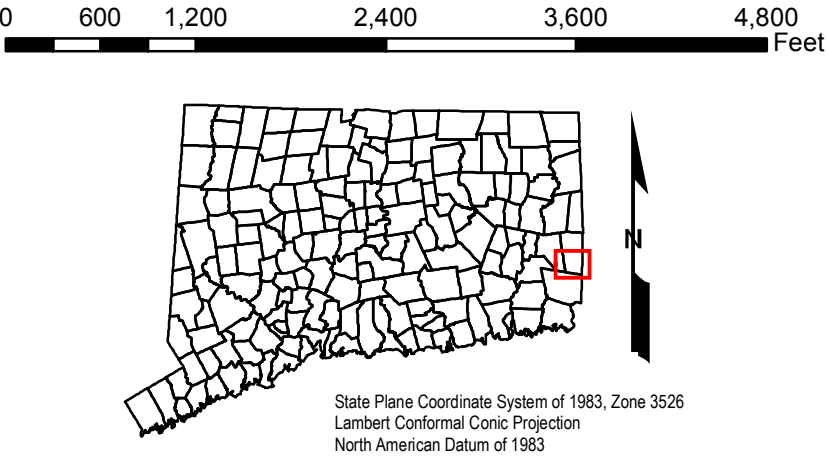 0 600 1,200 2,400 3,600 4,800
Feet
N
State Plane Coordinate System of 1983, Zone 3526
Lambert Conformal Conic Projection
North American Datum of 1983